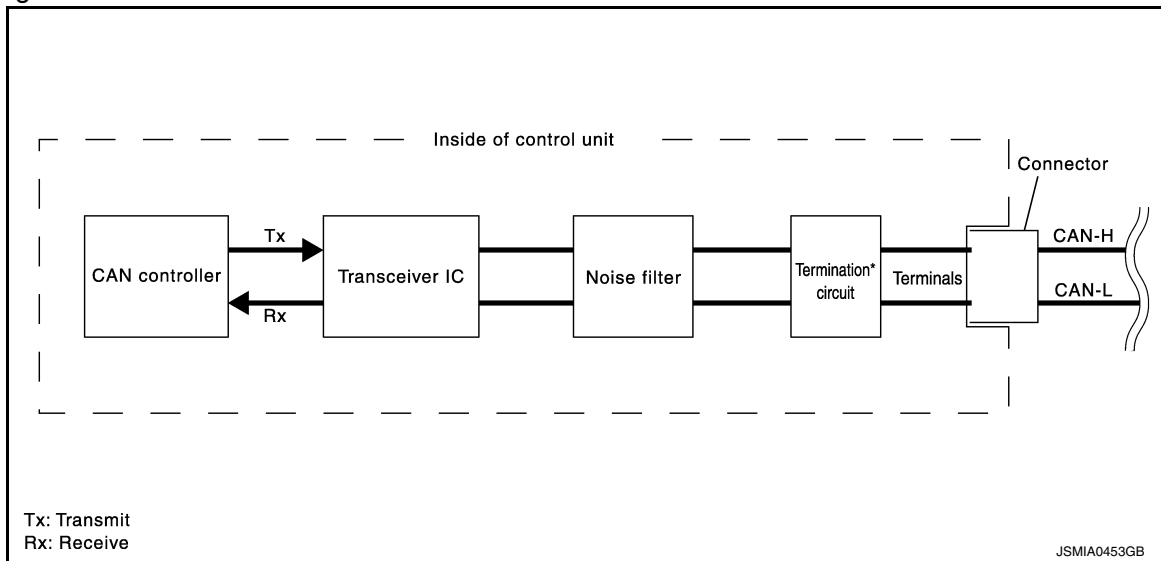 Inside of control unit
Connector
CAN controller
Tx
Rx
Transceiver IC
Noise filter
Termination*
circuit
Terminals
CAN-H
CAN-L
Tx: Transmit
Rx: Receive
JSMIA0453GB